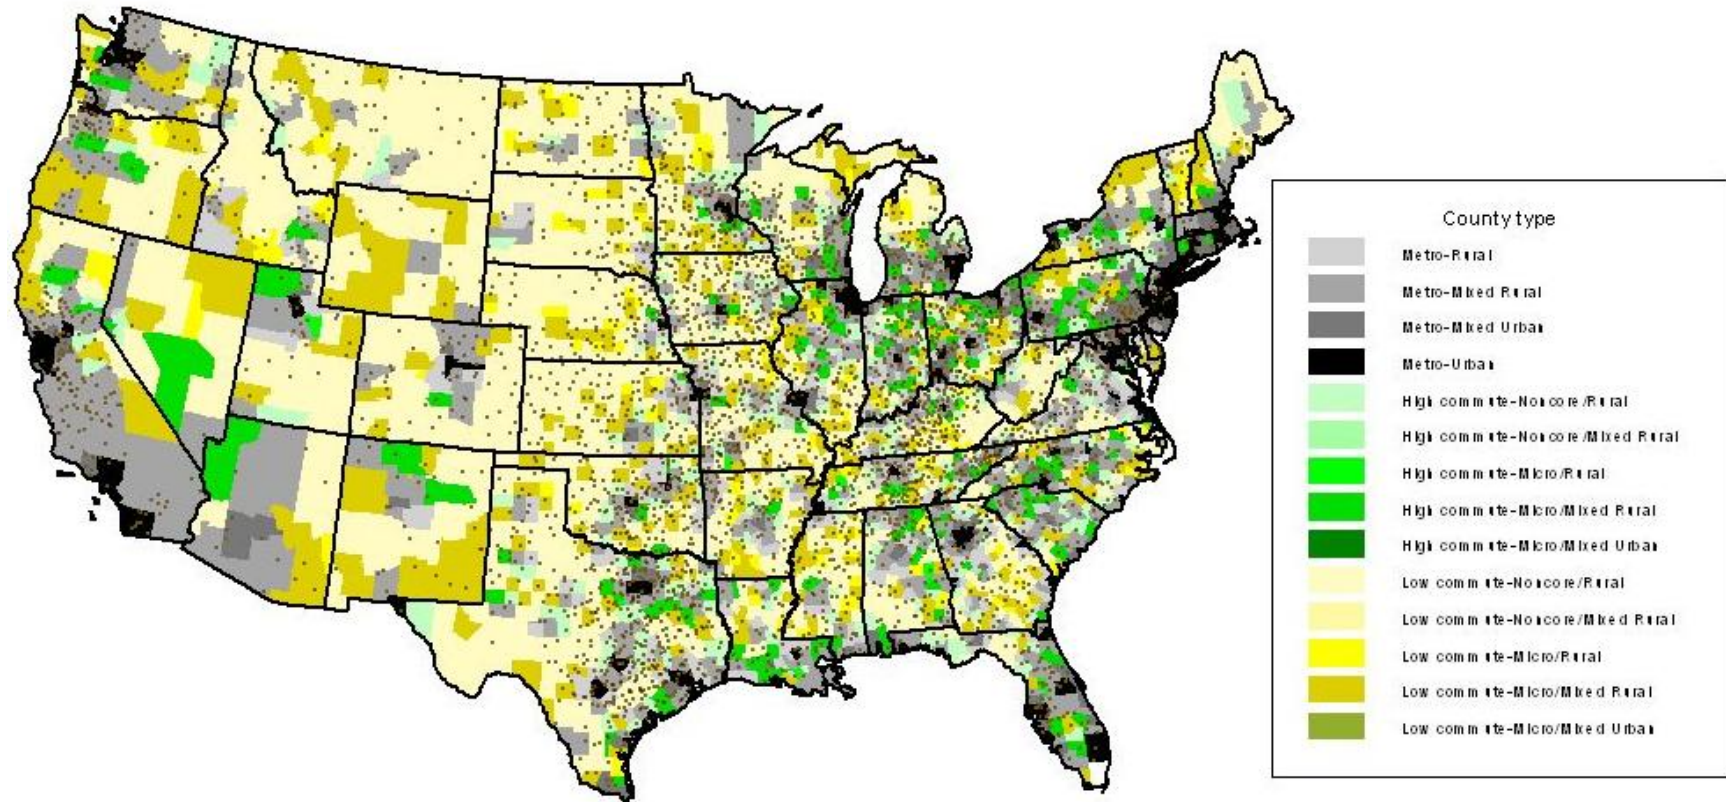 County type
Metro-Rural
Metro-Mixed Rural
Metro-Mixed Urban
Metro-Urban
High commute-Noncore/Rural
High commute-Noncore/Mixed Rural
High commute-Micro/Rural
High commute-Micro/Mixed Rural
High commute-Micro/Mixed Urban
Low commute-Noncore/Rural
Low commute-Noncore/Mixed Rural
Low commute-Micro/Rural
Low commute-Micro/Mixed Rural
Low commute-Micro/Mixed Urban